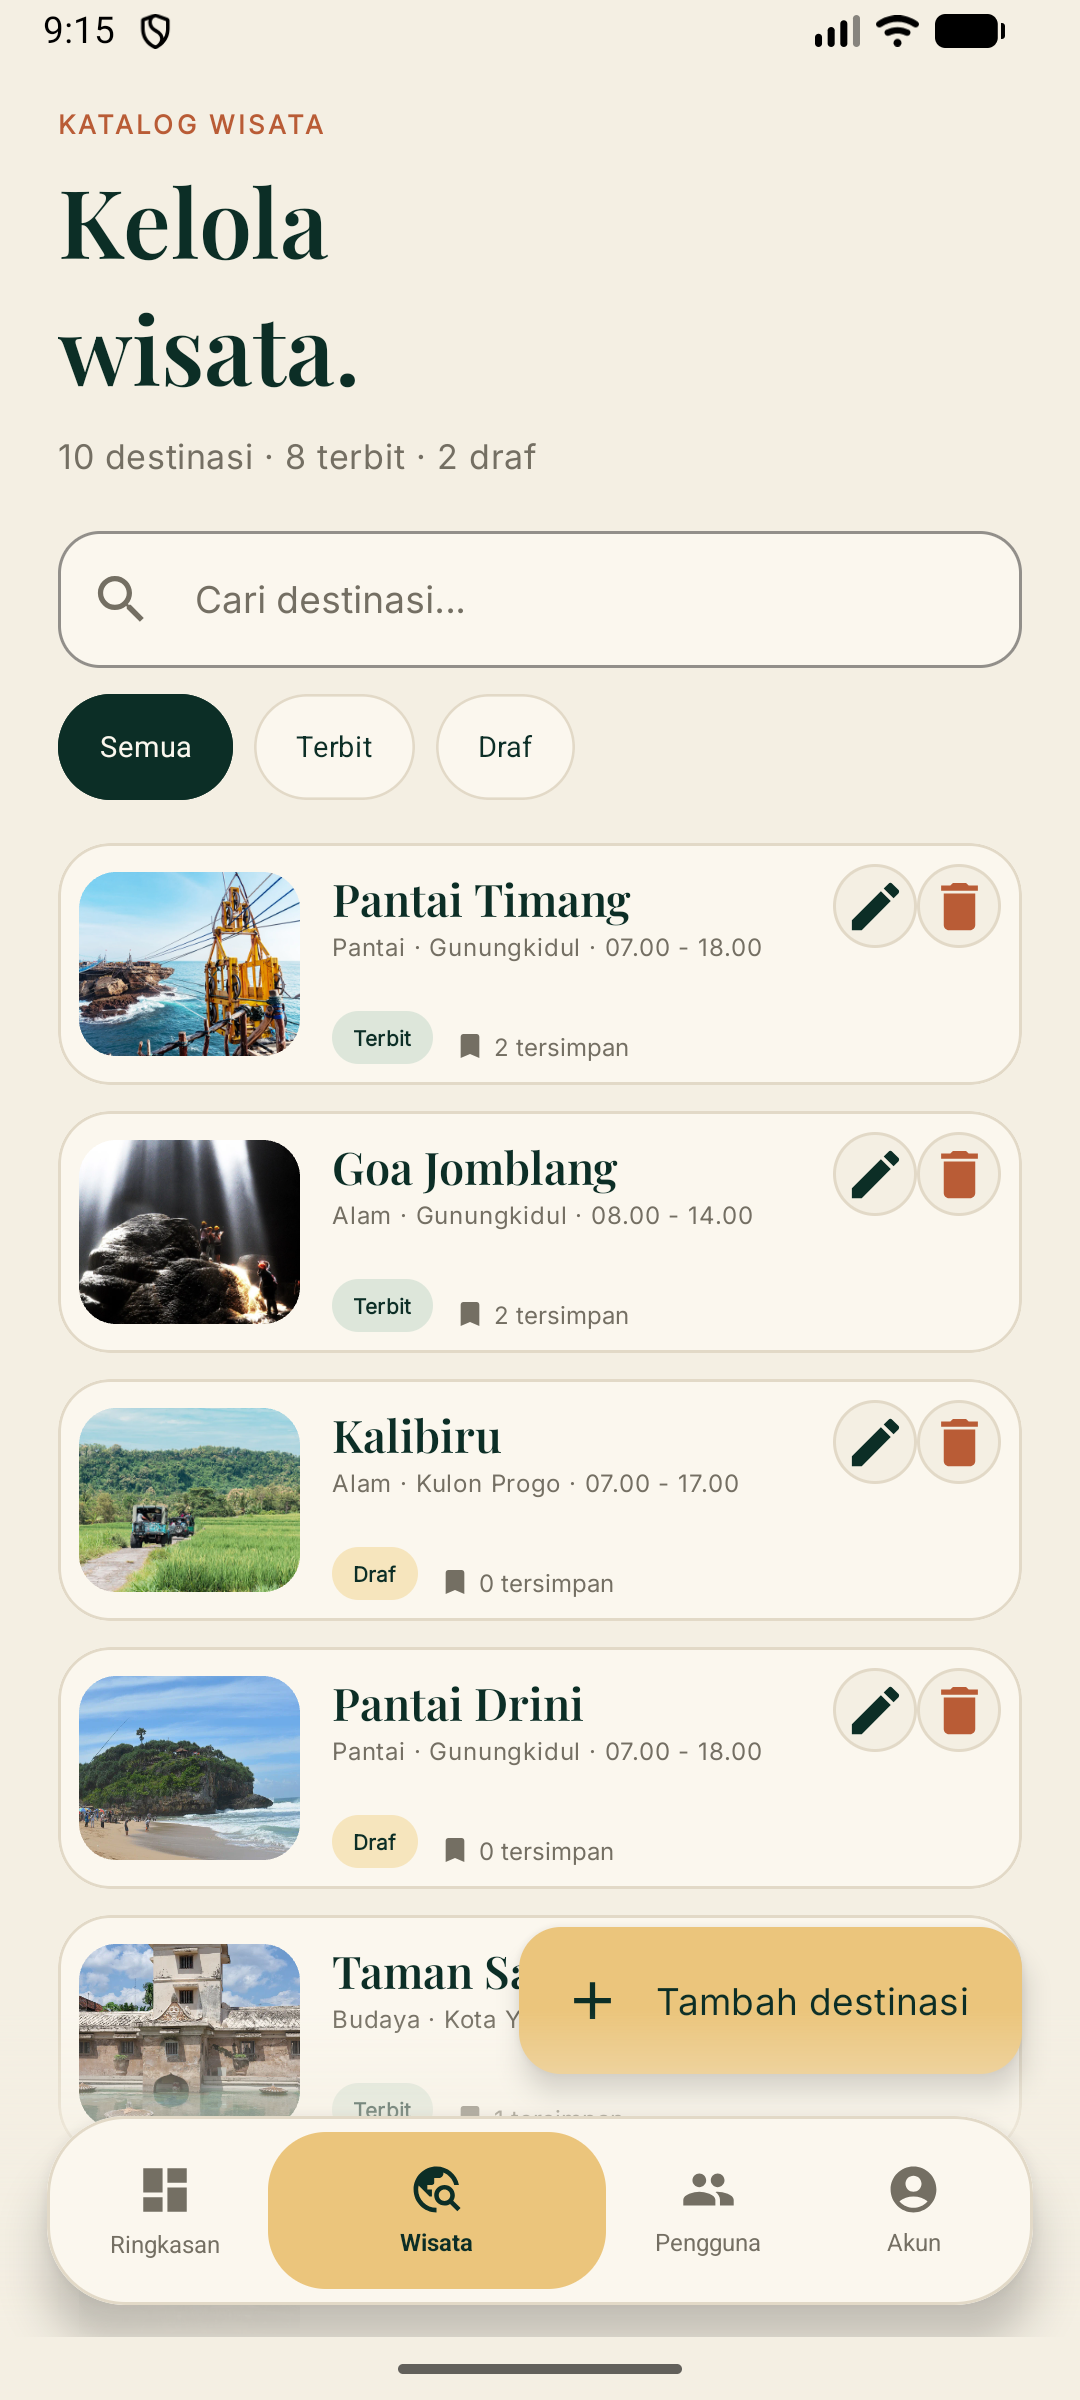 9:15
KATALOG WISATA
Kelola
wisata.
10 destinasi · 8 terbit · 2 draf
Cari destinasi...
Semua
Terbit
Draf
Pantai Timang
Pantai · Gunungkidul · 07.00 - 18.00
Terbit
2 tersimpan
Goa Jomblang
Alam · Gunungkidul · 08.00 - 14.00
Terbit
2 tersimpan
Kalibiru
Alam · Kulon Progo · 07.00 - 17.00
Draf
0 tersimpan
Pantai Drini
Pantai · Gunungkidul · 07.00 - 18.00
Draf
0 tersimpan
Taman
Budaya · Kota
Tambah destinasi
Terbit
1 tersimpan
Ringkasan
Wisata
Pengguna
Akun